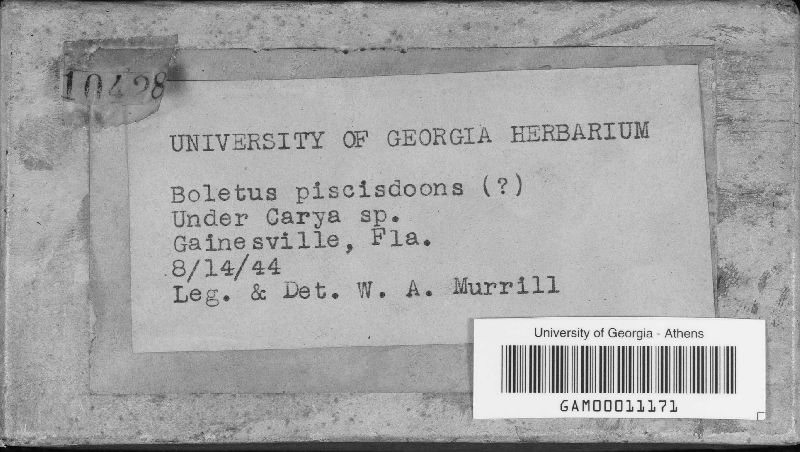 10428
UNIVERSITY OF GEORGIA HERBARIUM
Boletus piscisdoons (?)
Under Carya sp.
Gainesville, Fla.
8/14/44
Leg. & Det. W. A. Murrill
University of Georgia - Athens
GAM00011171